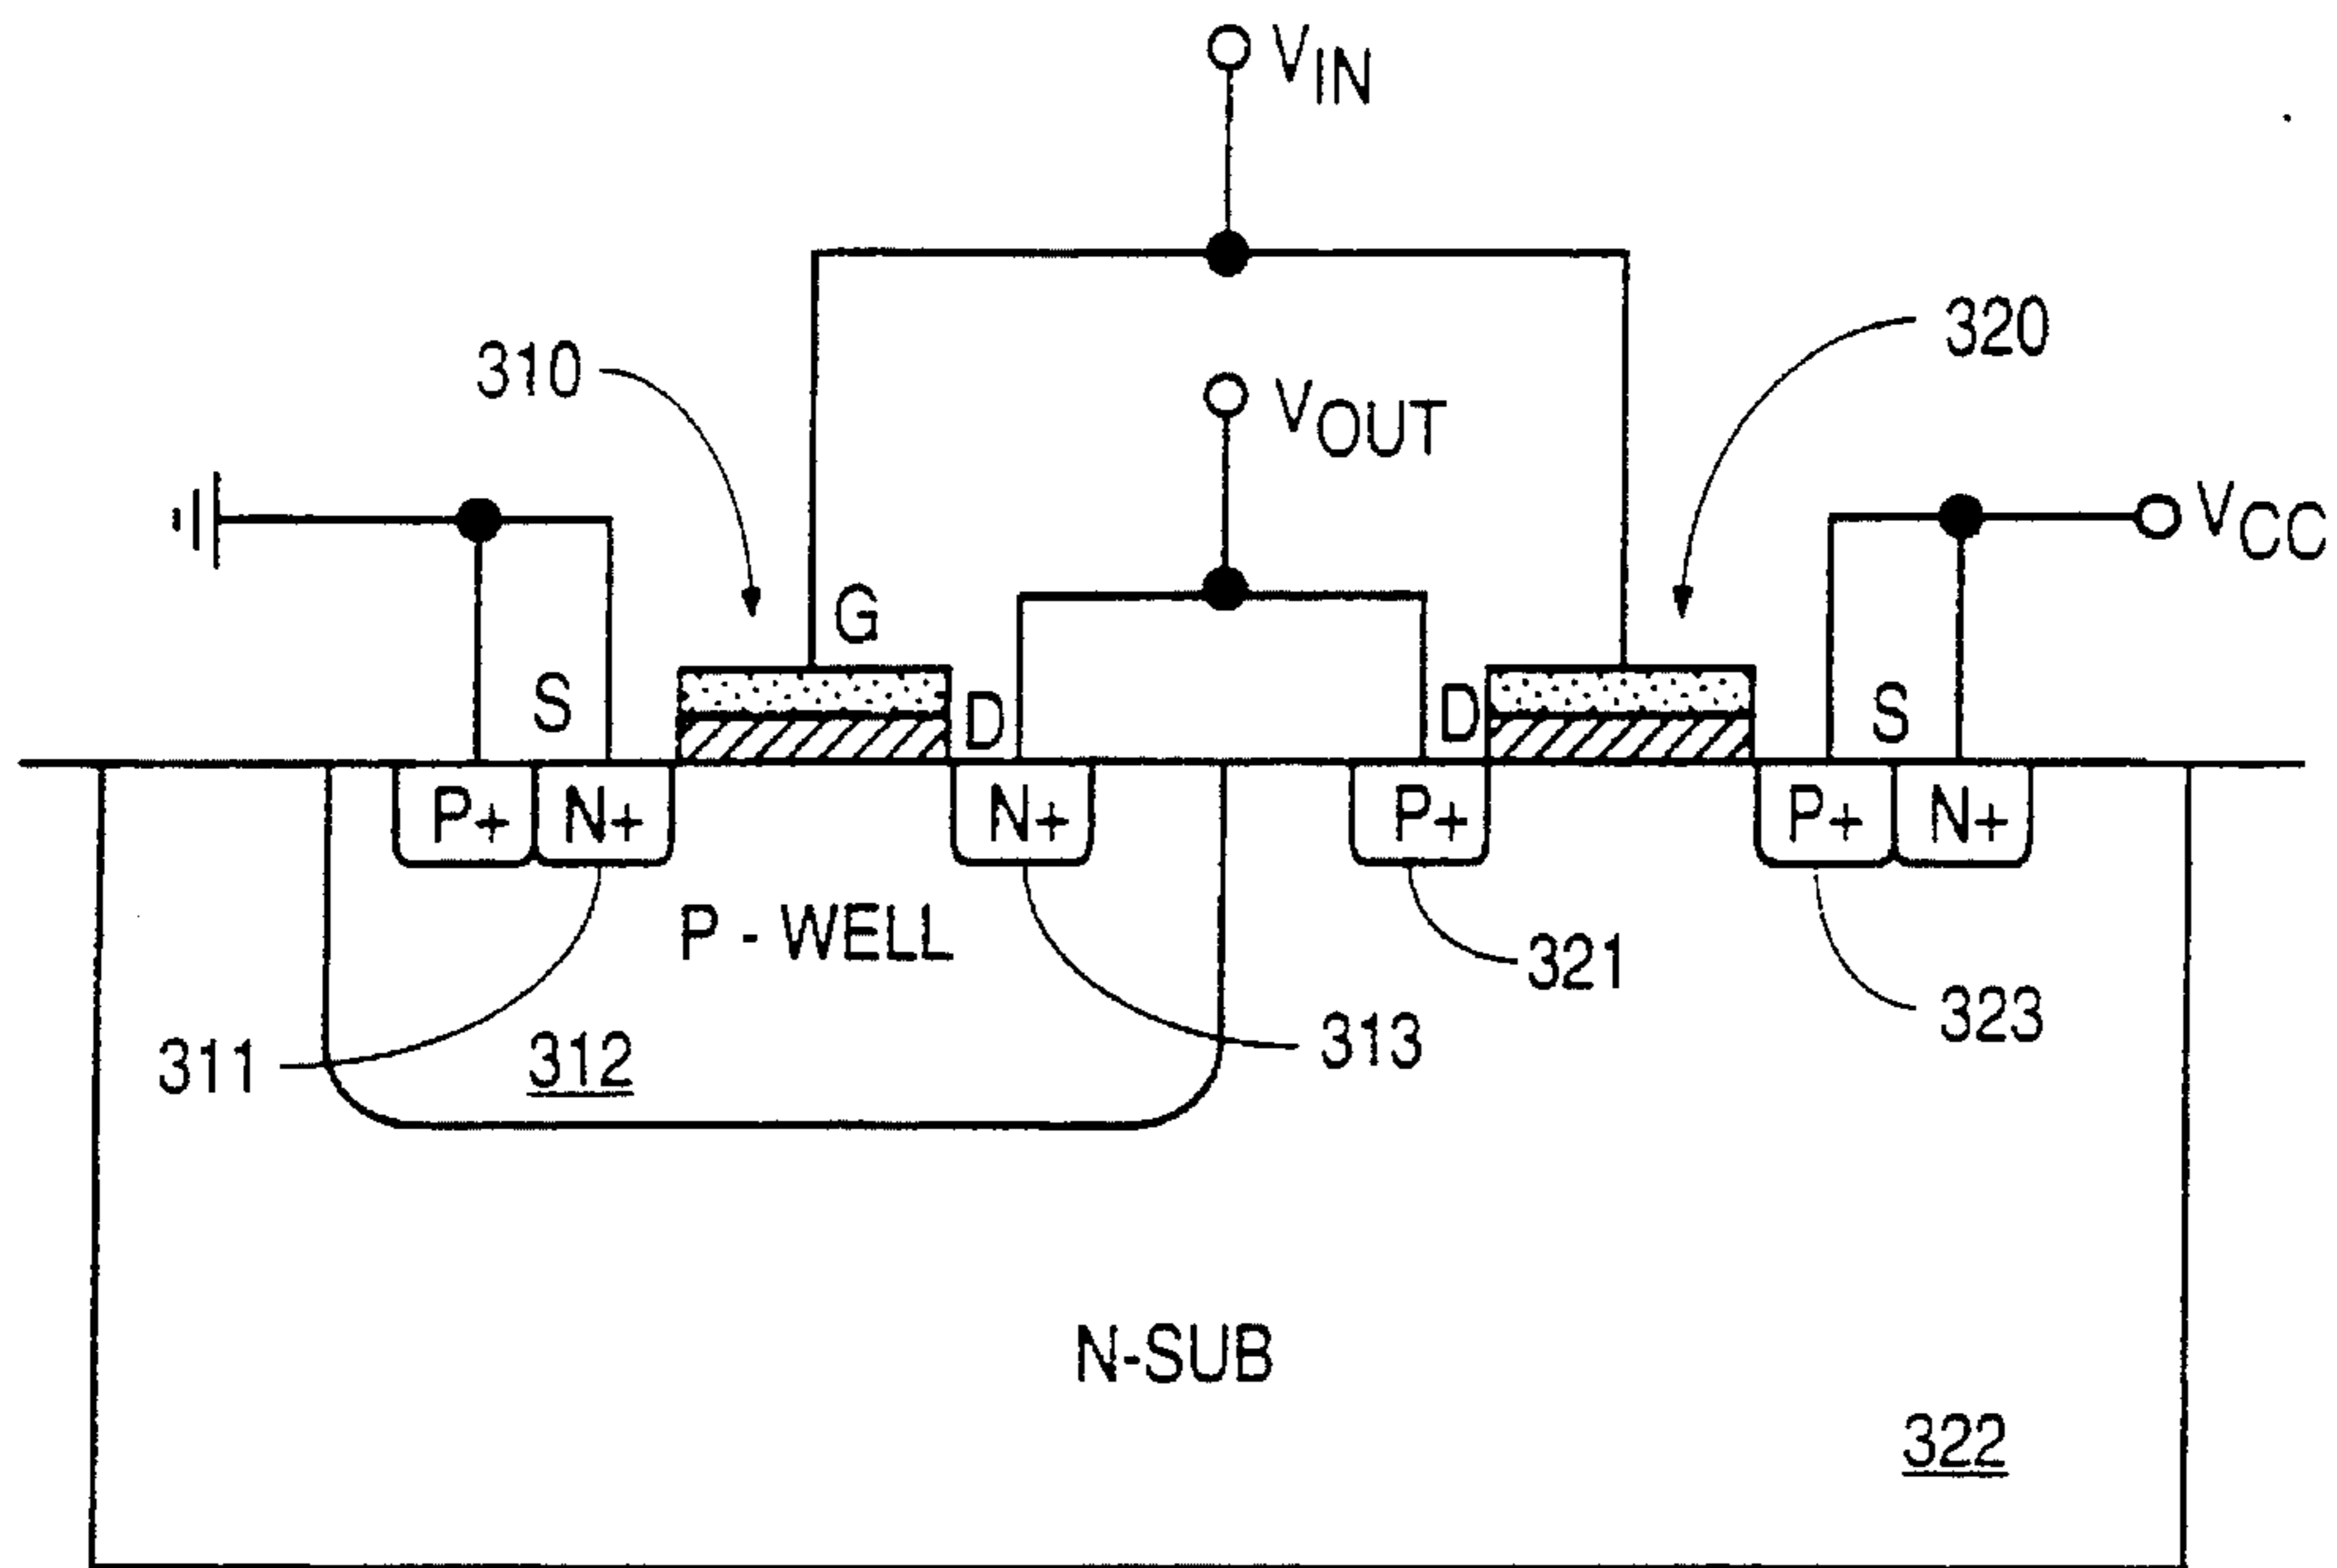 VIN
320
310
VOUT
VCC
G
S
D
D
S
P+ N+
N+
P+
P+ N+
P - WELL
321
323
313
312
311
N-SUB
322